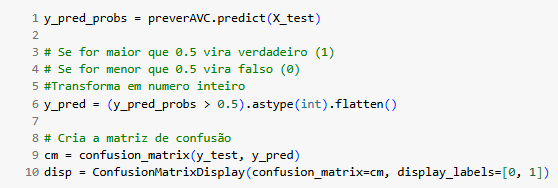 1 y_pred_probs = preverAVC.predict(X_test)
2
3 # Se for maior que 0.5 vira verdadeiro (1)
4 # Se for menor que 0.5 vira falso (0)
5 #Transforma em numero inteiro
6 y_pred = (y_pred_probs > 0.5).astype(int).flatten()
7
8 # Cria a matriz de confusão
9 cm = confusion_matrix(y_test, y_pred)
10 disp = ConfusionMatrixDisplay(confusion_matrix=cm, display_labels=[0, 1])